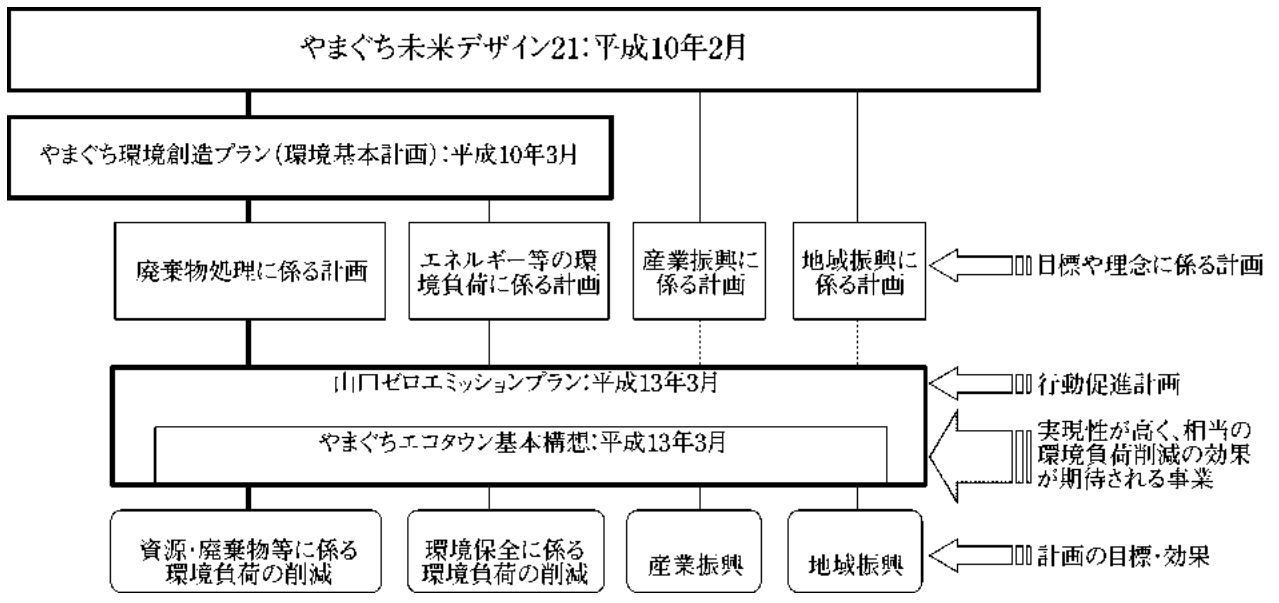 やまぐち未来デザイン21:平成10年2月
やまぐち環境創造プラン(環境基本計画):平成10年3月
廃棄物処理に係る計画
エネルギー等の環
境負荷に係る計画
産業振興に
係る計画
地域振興に
係る計画
目標や理念に係る計画
山口ゼロエミッションプラン:平成13年3月
行動促進計画
やまぐちエコタウン基本構想:平成13年3月
実現性が高く、相当の
環境負荷削減の効果
が期待される事業
資源・廃棄物等に係る
環境負荷の削減
環境保全に係る
環境負荷の削減
産業振興
地域振興
計画の目標・効果